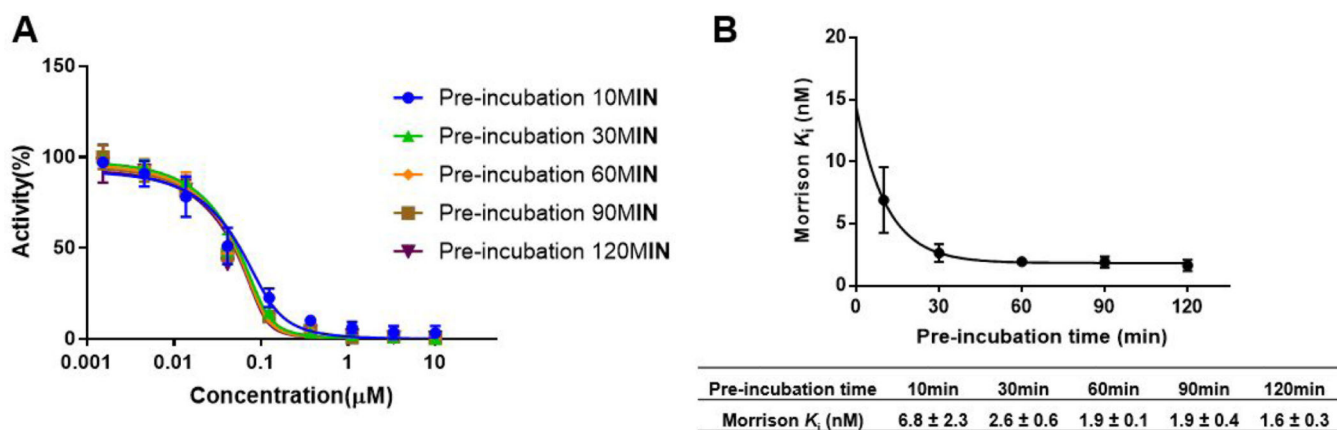 A
150
100
50
0
Activity(%)
0.001 0.01 0.1 1 10
Concentration(μM)
Pre-incubation 10MIN
Pre-incubation 30MIN
Pre-incubation 60MIN
Pre-incubation 90MIN
Pre-incubation 120MIN
B
20
15
10
5
0
Morrison Ki (nM)
0 30 60 90 120
Pre-incubation time (min)
Pre-incubation time 10min 30min 60min 90min 120min
Morrison Ki (nM) 6.8 ± 2.3 2.6 ± 0.6 1.9 ± 0.1 1.9 ± 0.4 1.6 ± 0.3